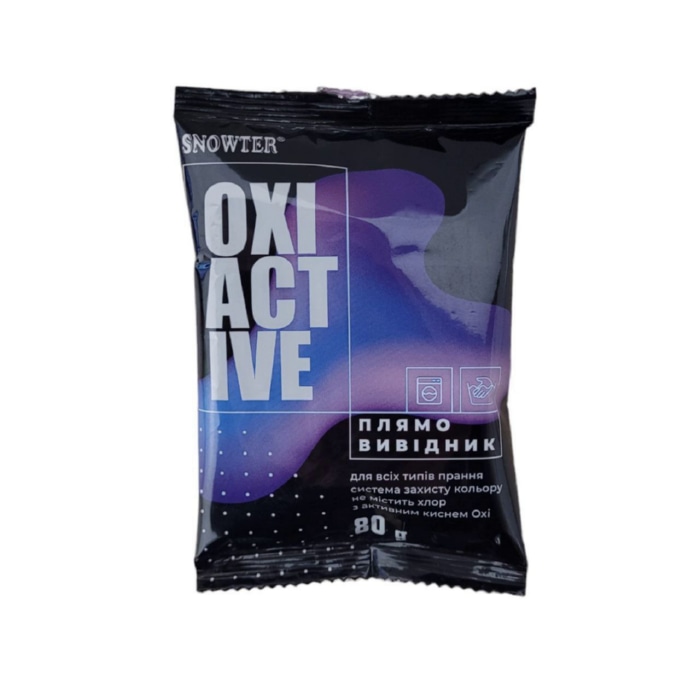 SNOWTER™
OXI
ACT
IVE
ПЛЯМО
ВИВІДНИК
для всіх типів прання
система захисту кольору
не містить хлор
з активним киснем Oxi
80 g